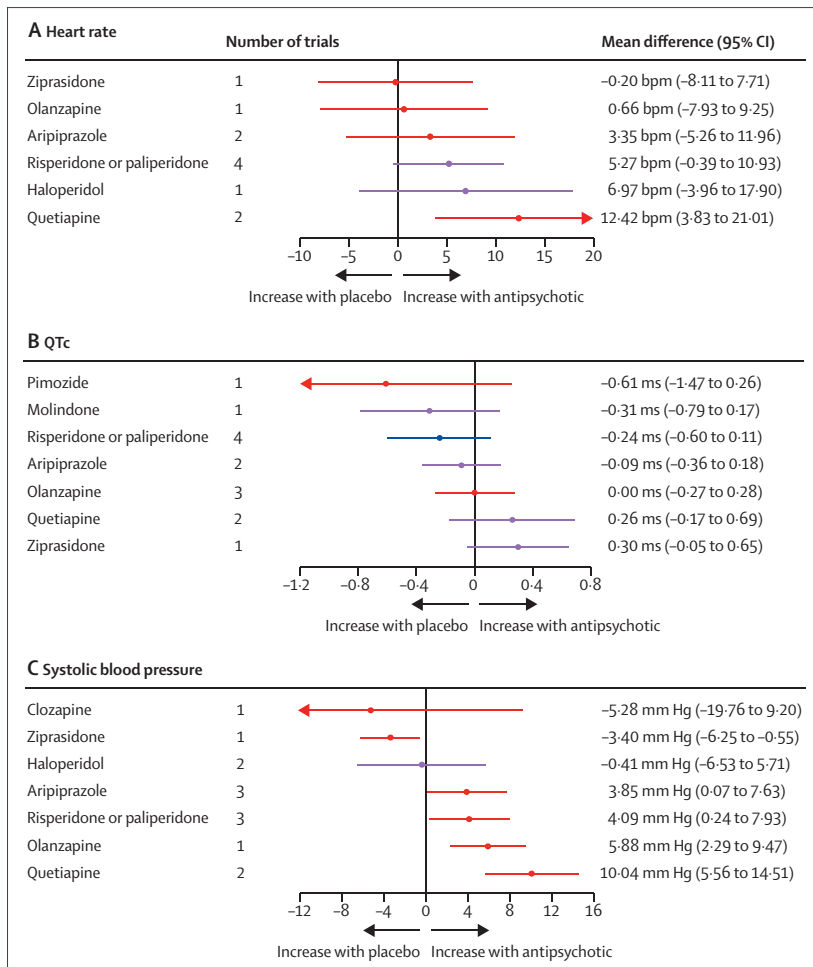 A Heart rate
Number of trials Mean difference (95% CI)
Ziprasidone 1 −0·20 bpm (−8·11 to 7·71)
Olanzapine 1 0·66 bpm (−7·93 to 9·25)
Aripiprazole 2 3·35 bpm (−5·26 to 11·96)
Risperidone or paliperidone 4 5·27 bpm (−0·39 to 10·93)
Haloperidol 1 6·97 bpm (−3·96 to 17·90)
Quetiapine 2 12·42 bpm (3·83 to 21·01)
−10 −5 0 5 10 15 20
Increase with placebo Increase with antipsychotic
B QTc
Pimozide 1 −0·61 ms (−1·47 to 0·26)
Molindone 1 −0·31 ms (−0·79 to 0·17)
Risperidone or paliperidone 4 −0·24 ms (−0·60 to 0·11)
Aripiprazole 2 −0·09 ms (−0·36 to 0·18)
Olanzapine 3 0·00 ms (−0·27 to 0·28)
Quetiapine 2 0·26 ms (−0·17 to 0·69)
Ziprasidone 1 0·30 ms (−0·05 to 0·65)
−1·2 −0·8 −0·4 0 0·4 0·8
Increase with placebo Increase with antipsychotic
C Systolic blood pressure
Clozapine 1 −5·28 mm Hg (−19·76 to 9·20)
Ziprasidone 1 −3·40 mm Hg (−6·25 to −0·55)
Haloperidol 2 −0·41 mm Hg (−6·53 to 5·71)
Aripiprazole 3 3·85 mm Hg (0·07 to 7·63)
Risperidone or paliperidone 3 4·09 mm Hg (0·24 to 7·93)
Olanzapine 1 5·88 mm Hg (2·29 to 9·47)
Quetiapine 2 10·04 mm Hg (5·56 to 14·51)
−12 −8 −4 0 4 8 12 16
Increase with placebo Increase with antipsychotic